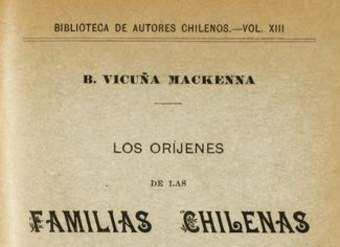 BIBLIOTECA DE AUTORES CHILENOS.—VOL. XIII
B. VICUÑA MACKENNA
LOS ORÍJENES
DE LAS
FAMILIAS CHILENAS